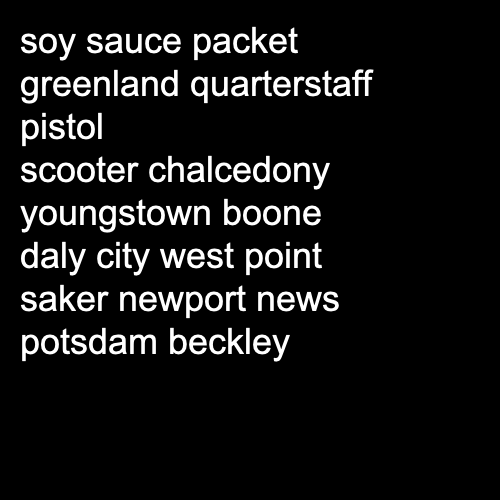 soy sauce packet
greenland quarterstaff
pistol
scooter chalcedony
youngstown boone
daly city west point
saker newport news
potsdam beckley